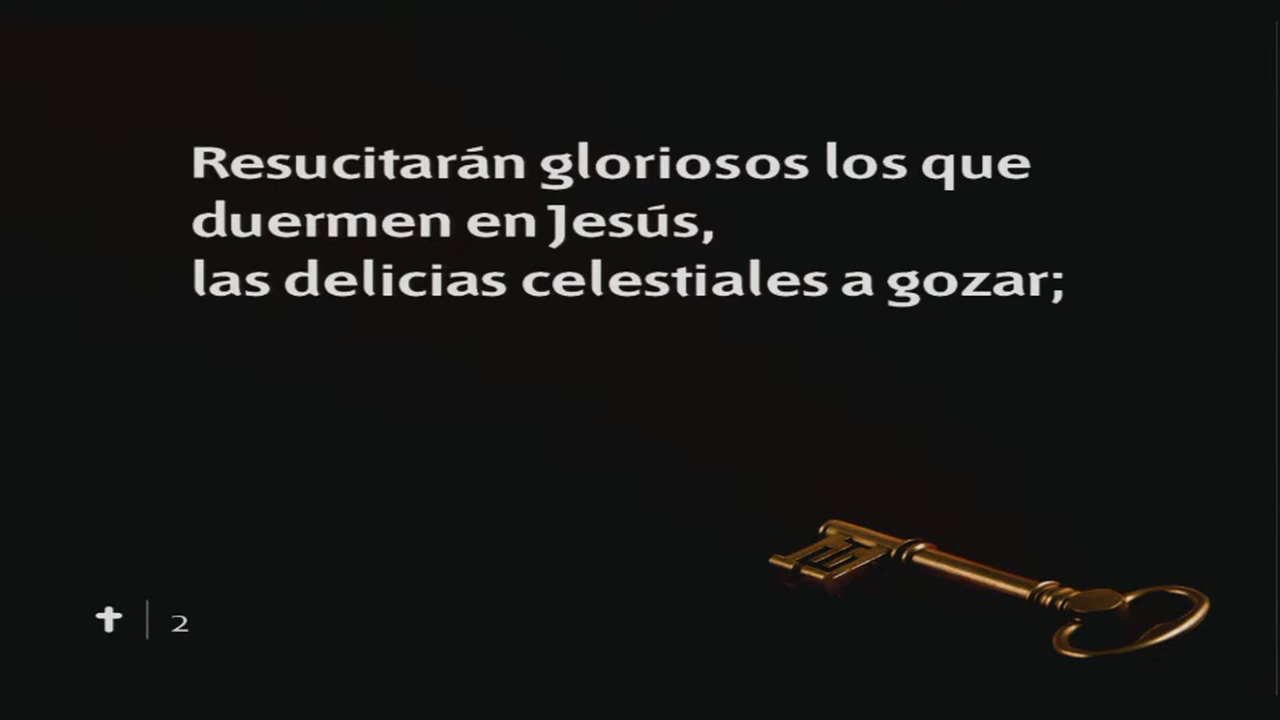 Resucitarán gloriosos los que
duermen en Jesús,
las delicias celestiales a gozar;
2